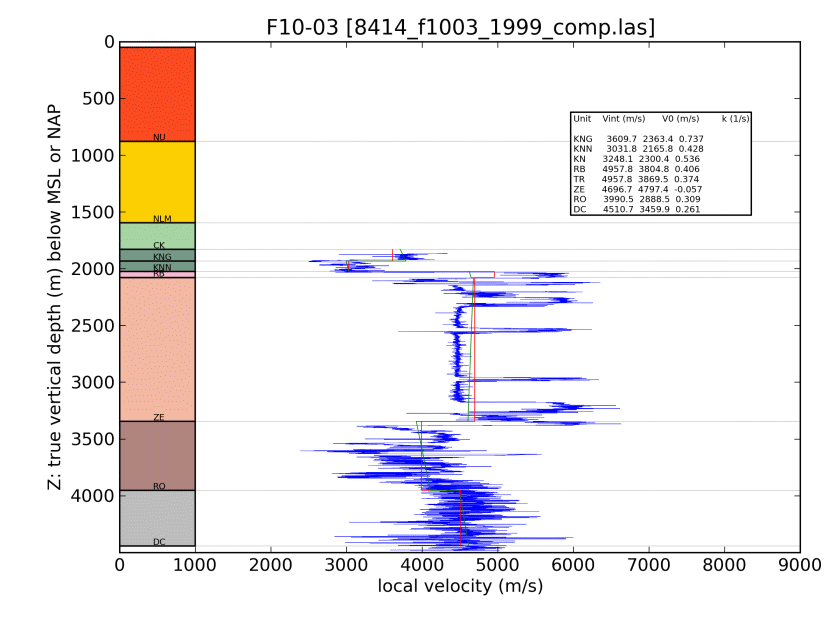 F10-03 [8414_f1003_1999_comp.las]
Z: true vertical depth (m) below MSL or NAP
0
500
1000
1500
2000
2500
3000
3500
4000
NU
NLM
CK
KNG
KNN
RB
ZE
RO
DC
Unit Vint (m/s) V0 (m/s) k (1/s)
KNG 3609.7 2363.4 0.737
KNN 3031.8 2165.8 0.428
KN 3248.1 2300.4 0.536
RB 4957.8 3804.8 0.406
TR 4957.8 3869.5 0.374
ZE 4696.7 4797.4 -0.057
RO 3990.5 2888.5 0.309
DC 4510.7 3459.9 0.261
0 1000 2000 3000 4000 5000 6000 7000 8000 9000
local velocity (m/s)